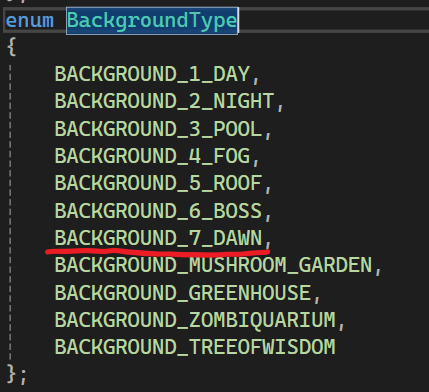 enum BackgroundType
{
BACKGROUND_1_DAY,
BACKGROUND_2_NIGHT,
BACKGROUND_3_POOL,
BACKGROUND_4_FOG,
BACKGROUND_5_ROOF,
BACKGROUND_6_BOSS,
BACKGROUND_7_DAWN,
BACKGROUND_MUSHROOM_GARDEN,
BACKGROUND_GREENHOUSE,
BACKGROUND_ZOMBIQUARIUM,
BACKGROUND_TREEOFWISDOM
};